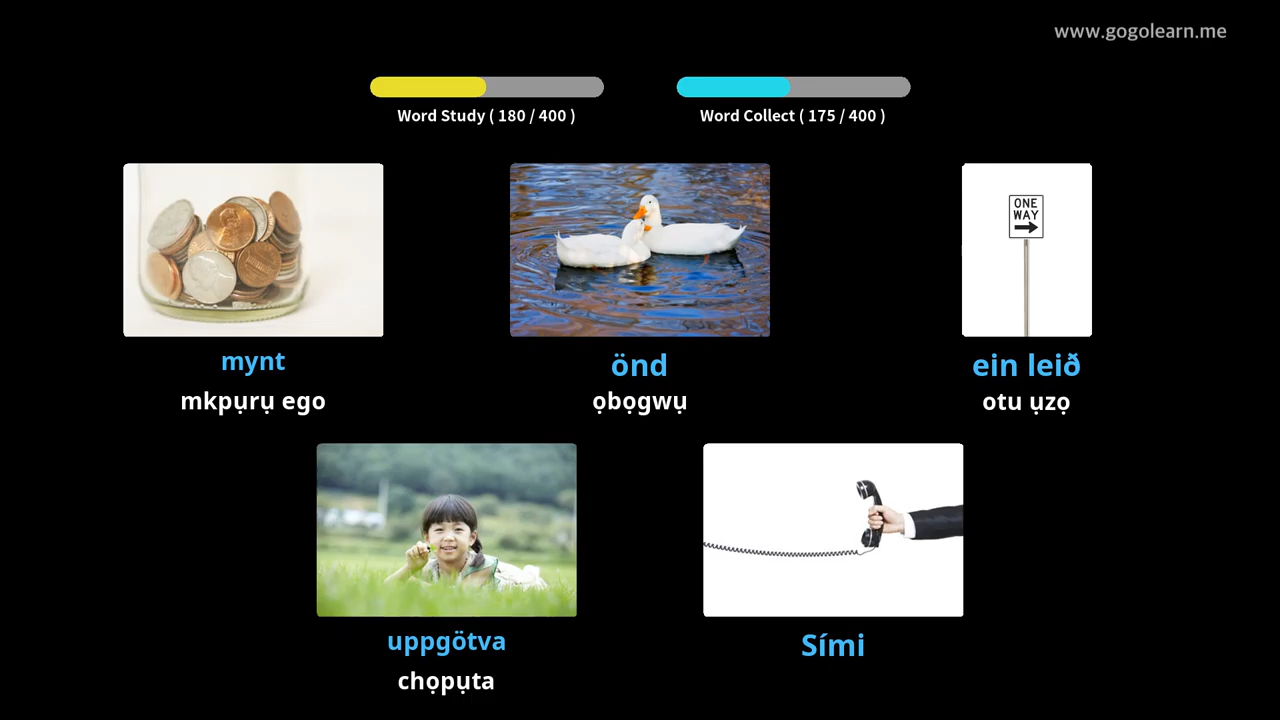 www.gogolearn.me
Word Study ( 180 / 400 )
Word Collect ( 175 / 400 )
ONE
WAY
mynt
mkpụrụ ego
önd
ọbọgwụ
ein leið
otu ụzọ
uppgötva
chọpụta
Sími